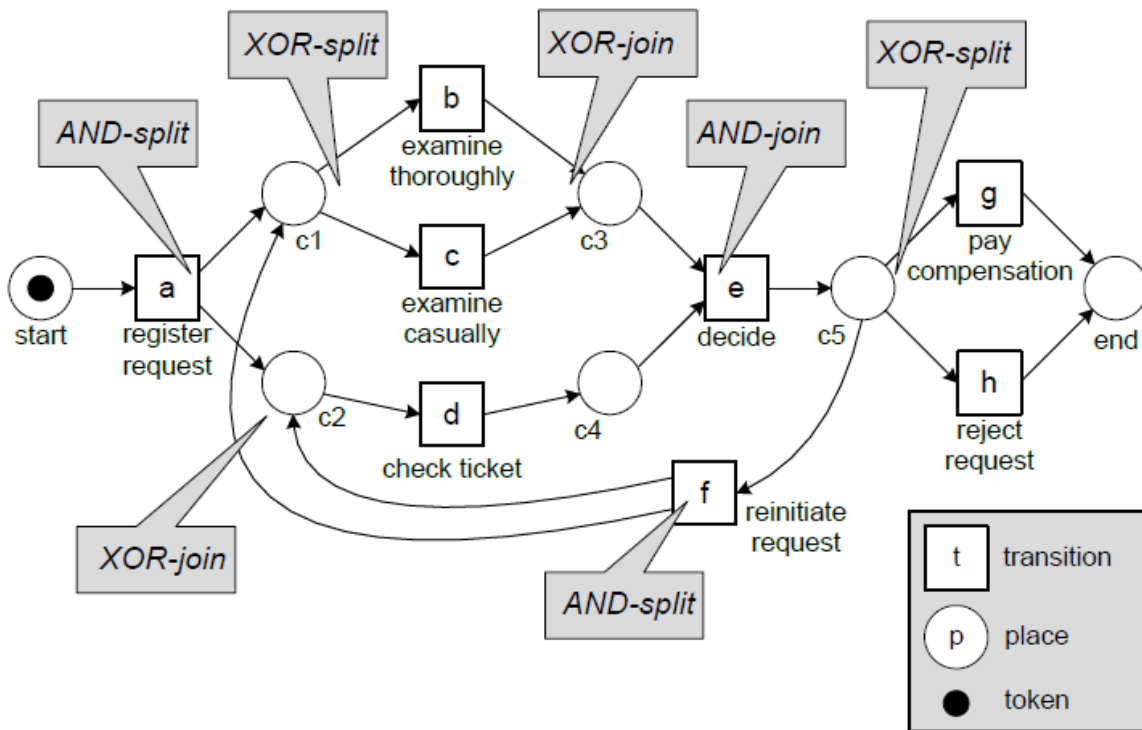 XOR-split
XOR-join
XOR-split
AND-split
AND-join
b
examine
thoroughly
g
pay
compensation
c1
c3
c
examine
casually
start
a
register
request
e
decide
c5
end
c2
d
check ticket
c4
h
reject
request
f
reinitiate
request
XOR-join
AND-split
t
transition
p
place
token